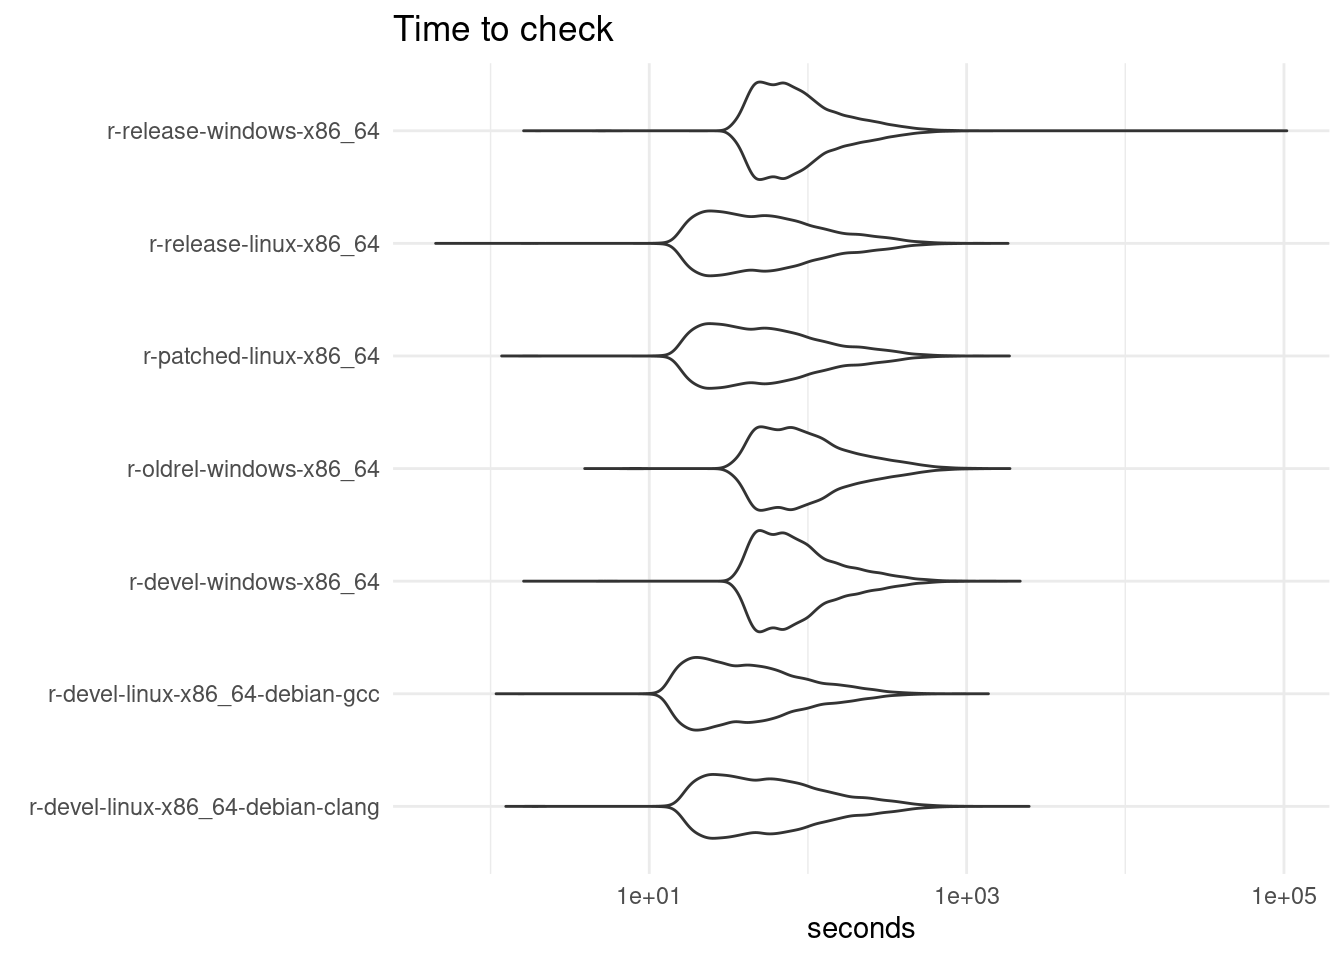 Time to check
r-release-windows-x86_64
r-release-linux-x86_64
r-patched-linux-x86_64
r-oldrel-windows-x86_64
r-devel-windows-x86_64
r-devel-linux-x86_64-debian-gcc
r-devel-linux-x86_64-debian-clang
1e+01 1e+03 1e+05
seconds